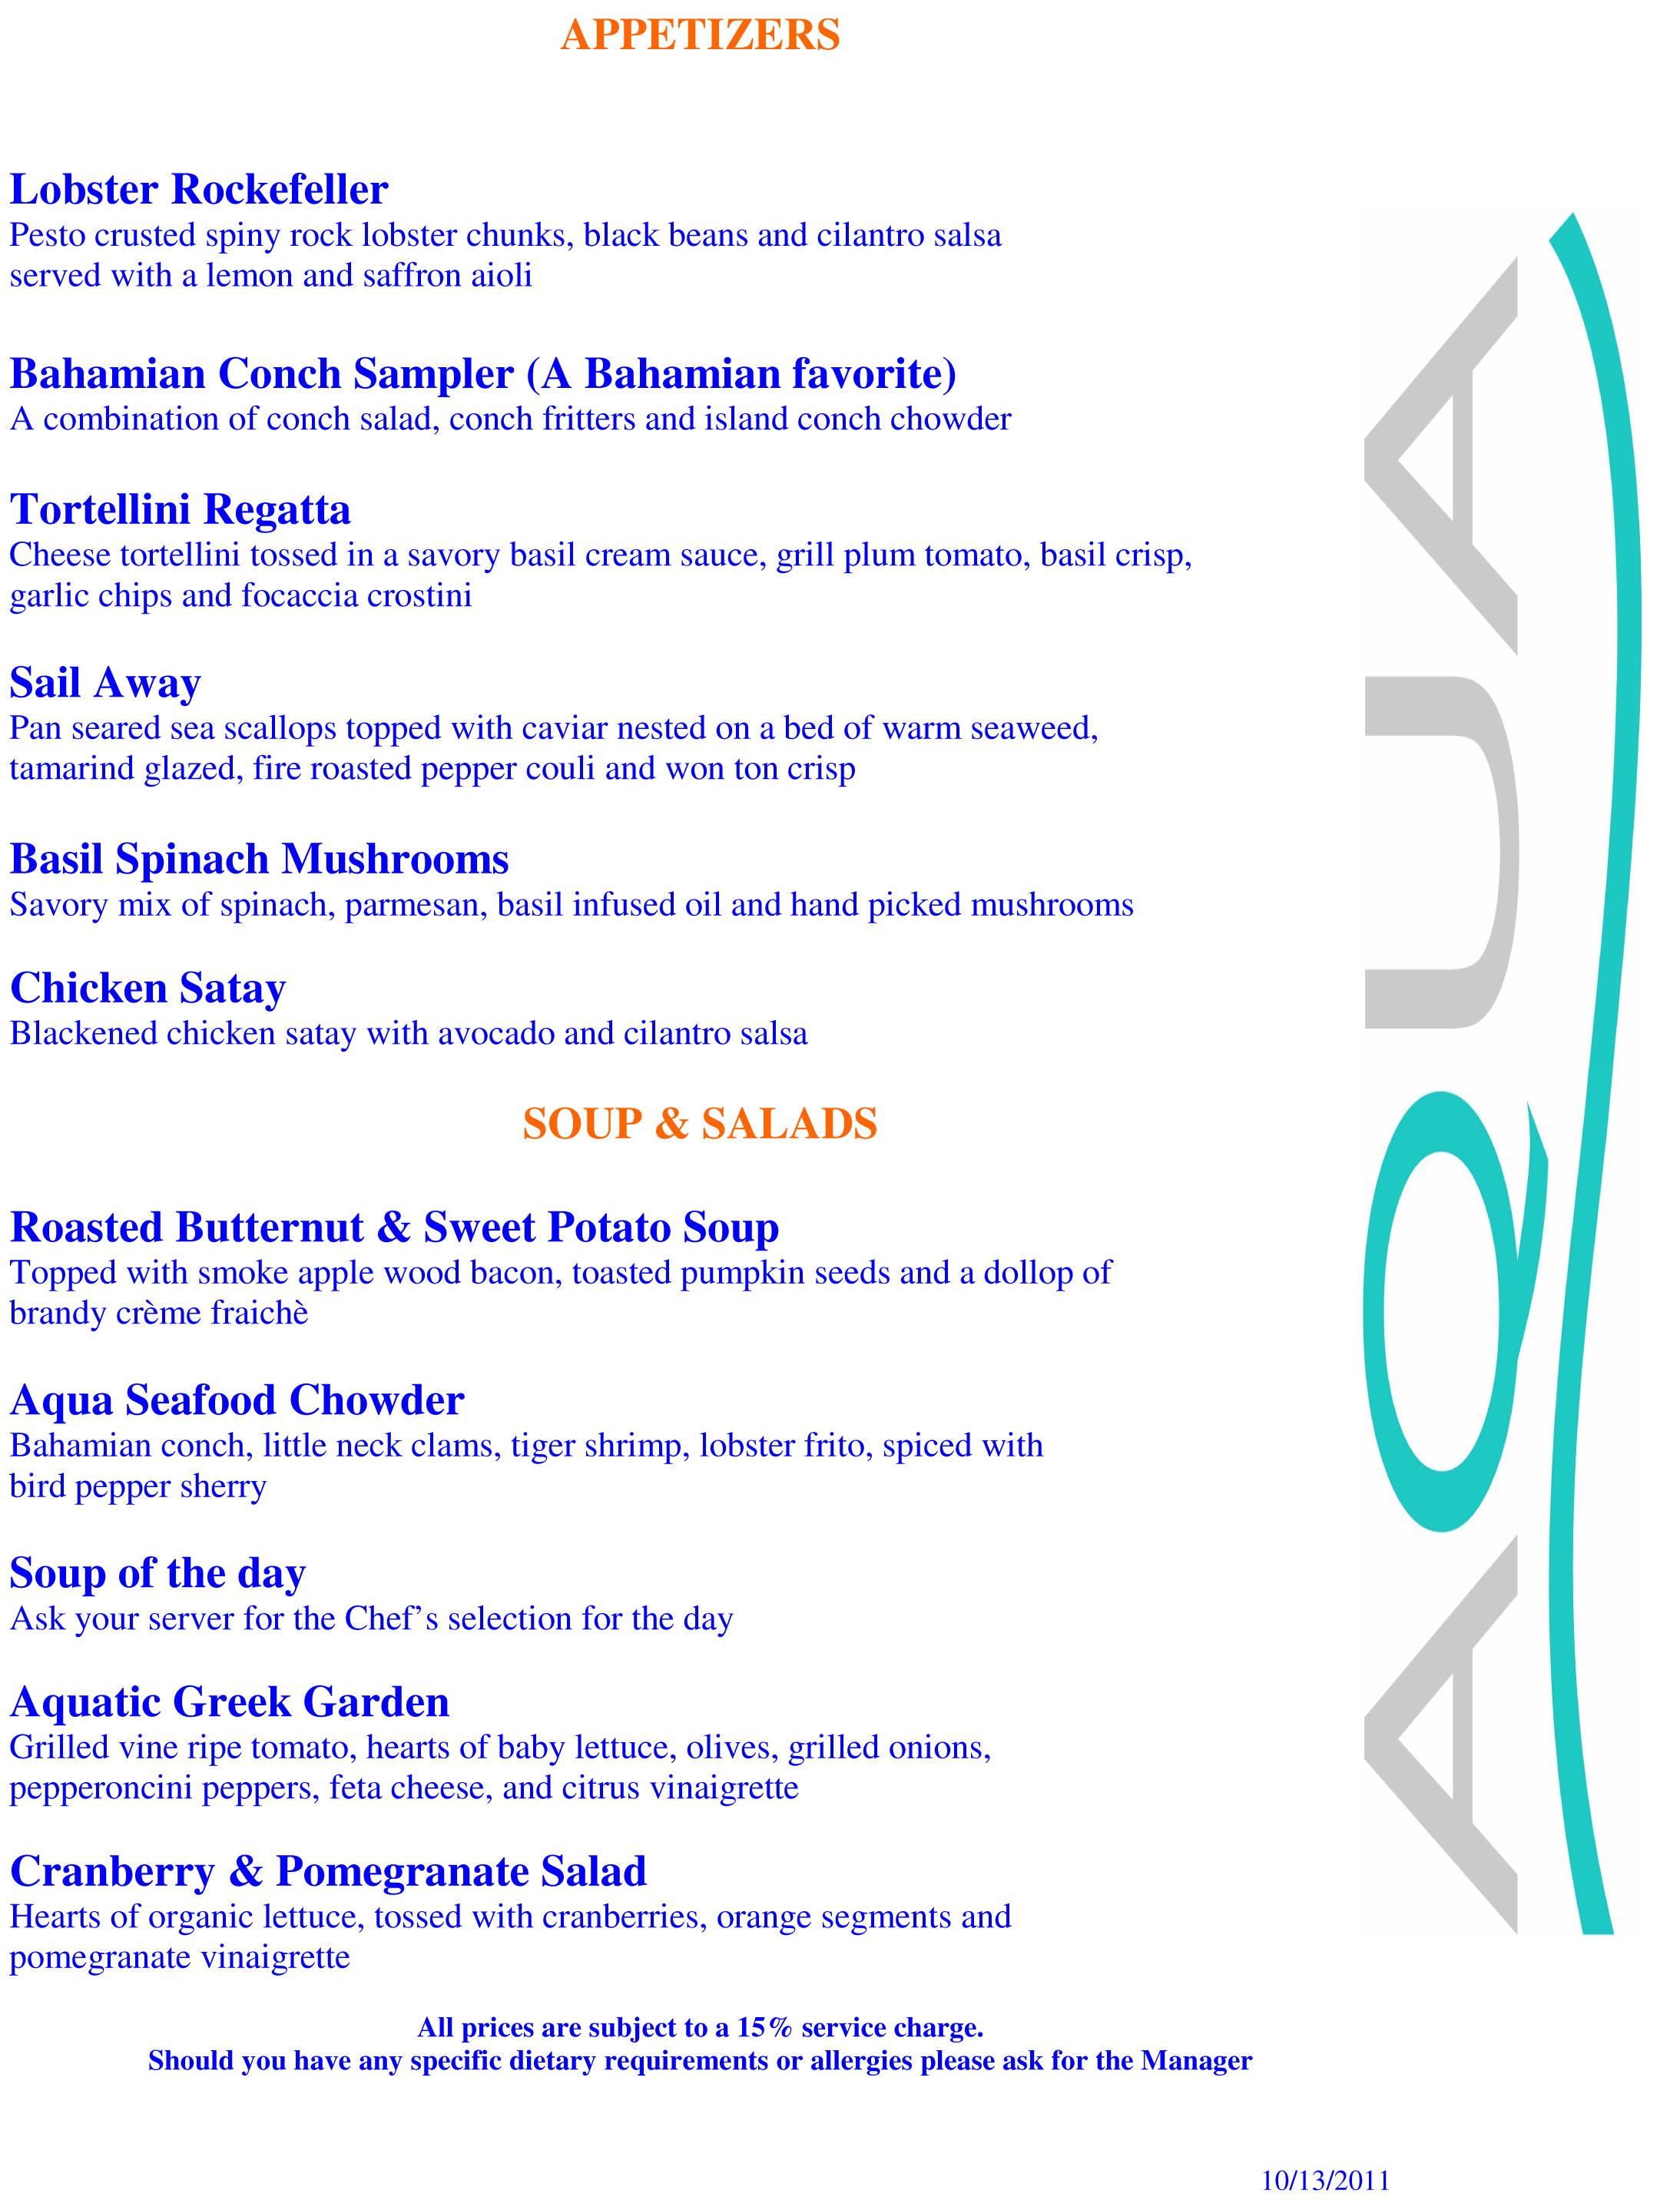 APPETIZERS
Lobster Rockefeller
Pesto crusted spiny rock lobster chunks, black beans and cilantro salsa
served with a lemon and saffron aioli
Bahamian Conch Sampler (A Bahamian favorite)
A combination of conch salad, conch fritters and island conch chowder
Tortellini Regatta
Cheese tortellini tossed in a savory basil cream sauce, grill plum tomato, basil crisp,
garlic chips and focaccia crostini
Sail Away
Pan seared sea scallops topped with caviar nested on a bed of warm seaweed,
tamarind glazed, fire roasted pepper couli and won ton crisp
Basil Spinach Mushrooms
Savory mix of spinach, parmesan, basil infused oil and hand picked mushrooms
Chicken Satay
Blackened chicken satay with avocado and cilantro salsa
SOUP & SALADS
Roasted Butternut & Sweet Potato Soup
Topped with smoke apple wood bacon, toasted pumpkin seeds and a dollop of
brandy crème fraichè
Aqua Seafood Chowder
Bahamian conch, little neck clams, tiger shrimp, lobster frito, spiced with
bird pepper sherry
Soup of the day
Ask your server for the Chef’s selection for the day
Aquatic Greek Garden
Grilled vine ripe tomato, hearts of baby lettuce, olives, grilled onions,
pepperoncini peppers, feta cheese, and citrus vinaigrette
Cranberry & Pomegranate Salad
Hearts of organic lettuce, tossed with cranberries, orange segments and
pomegranate vinaigrette
All prices are subject to a 15% service charge.
Should you have any specific dietary requirements or allergies please ask for the Manager
10/13/2011
AQUA